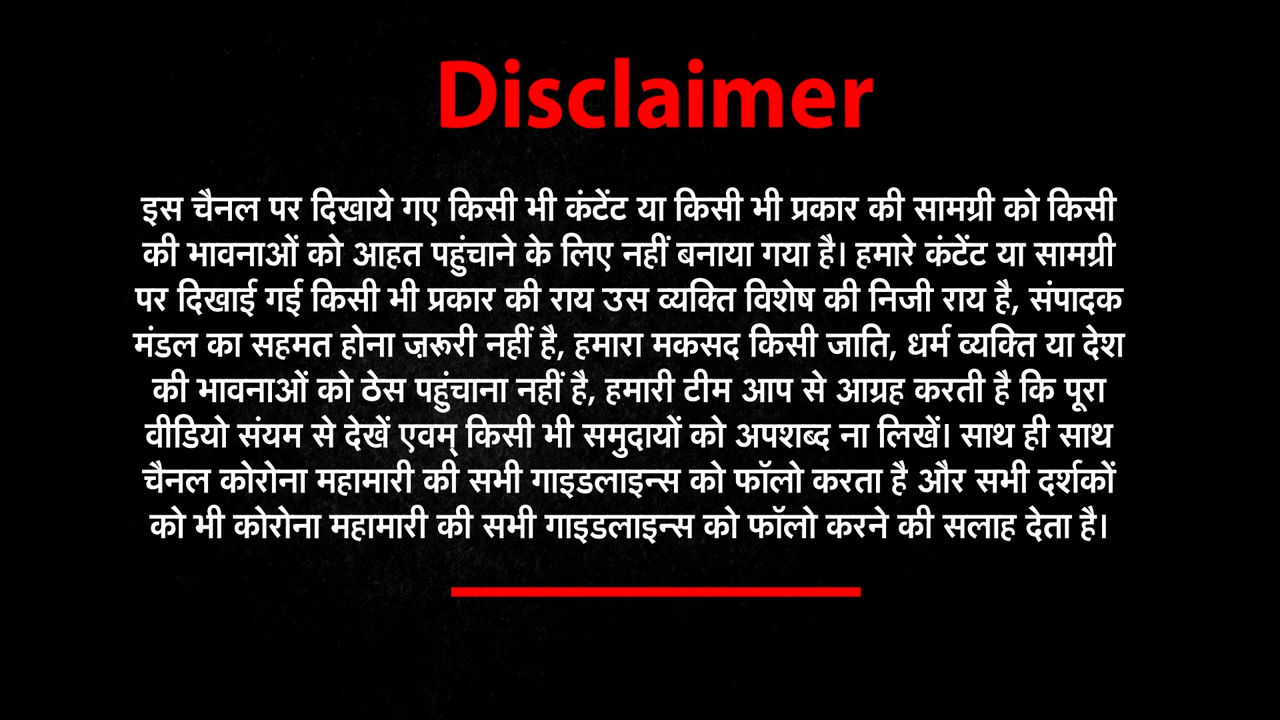 Disclaimer
इस चैनल पर दिखाये गए किसी भी कंटेंट या किसी भी प्रकार की सामग्री को किसी
की भावनाओं को आहत पहुंचाने के लिए नहीं बनाया गया है। हमारे कंटेंट या सामग्री
पर दिखाई गई किसी भी प्रकार की राय उस व्यक्ति विशेष की निजी राय है, संपादक
मंडल का सहमत होना ज़रूरी नहीं है, हमारा मकसद किसी जाति, धर्म व्यक्ति या देश
की भावनाओं को ठेस पहुंचाना नहीं है, हमारी टीम आप से आग्रह करती है कि पूरा
वीडियो संयम से देखें एवम् किसी भी समुदायों को अपशब्द ना लिखें। साथ ही साथ
चैनल कोरोना महामारी की सभी गाइडलाइन्स को फॉलो करता है और सभी दर्शकों
को भी कोरोना महामारी की सभी गाइडलाइन्स को फॉलो करने की सलाह देता है।